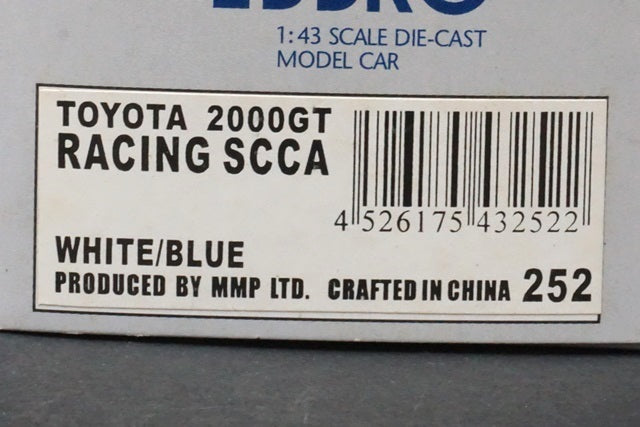 EBBRO
1:43 SCALE DIE-CAST
MODEL CAR
TOYOTA 2000GT
RACING SCCA
4 526175 432522
WHITE/BLUE
PRODUCED BY MMP LTD. CRAFTED IN CHINA 252